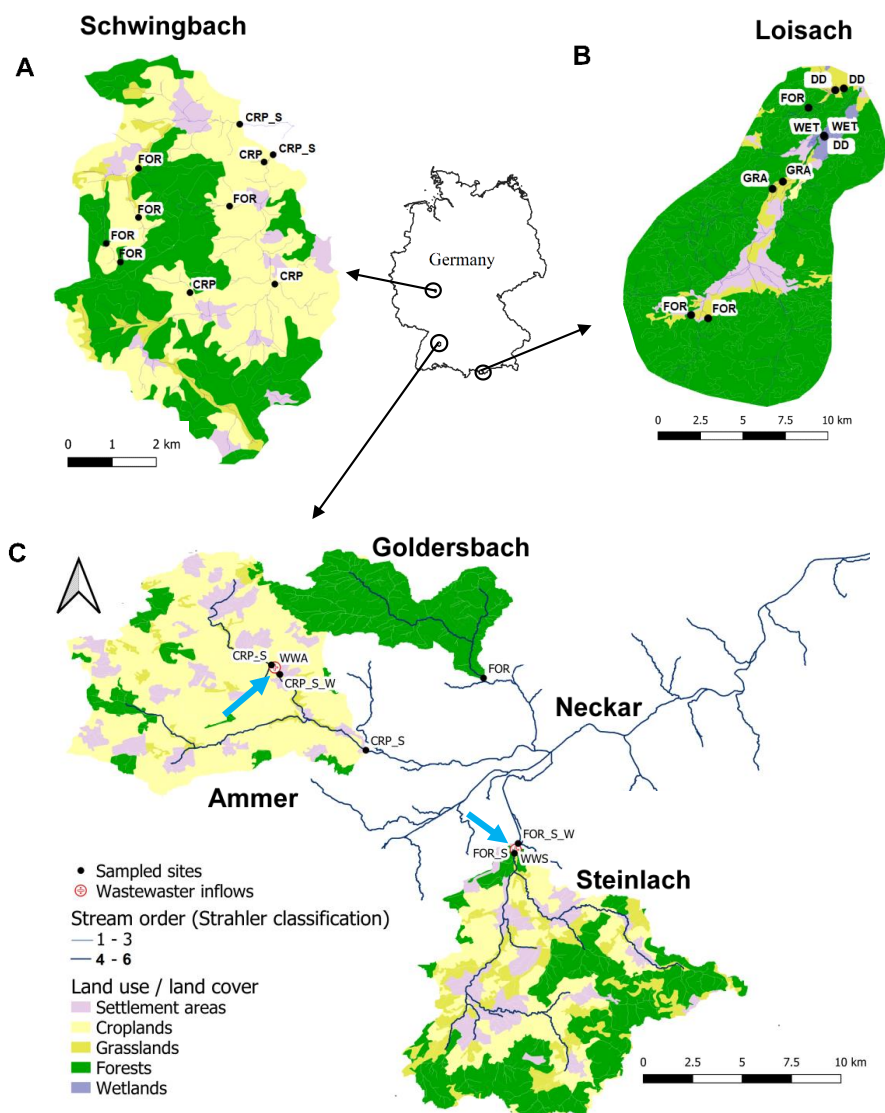 Schwingbach
Loisach
A
B
CRP_S
CRP_S
CRP
FOR
FOR
FOR
FOR
FOR
CRP
CRP
0 1 2 km
Germany
DD
DD
FOR
WET
WET
DD
GRA
GRA
FOR
FOR
0 2.5 5 7.5 10 km
C
Goldersbach
CRP-S
WWA
CRP_S_W
FOR
Neckar
CRP_S
Ammer
FOR_S_W
FOR_S
WWS
Steinlach
Sampled sites
Wastewaster inflows
Stream order (Strahler classification)
1 - 3
4 - 6
Land use / land cover
Settlement areas
Croplands
Grasslands
Forests
Wetlands
0 2.5 5 7.5 10 km